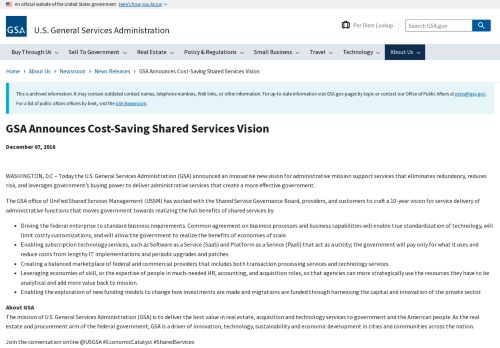 An official website of the United States government Here's how you know
GSA U.S. General Services Administration
Per Diem Lookup
Search GSA.gov
Buy Through Us Sell To Government Real Estate Policy & Regulations Small Business Travel Technology About Us
Home › About Us › Newsroom › News Releases › GSA Announces Cost-Saving Shared Services Vision
This is archived information. It may contain outdated contact names, telephone numbers, Web links, or other information. For up-to-date information visit GSA.gov pages by topic or contact our Office of Public Affairs at press@gsa.gov.
For a list of public affairs officers by beat, visit the GSA Newsroom.
GSA Announces Cost-Saving Shared Services Vision
December 07, 2016
WASHINGTON, D.C – Today the U.S. General Services Administration (GSA) announced an innovative new vision for administrative mission support services that eliminates redundancy, reduces
risk, and leverages government's buying power to deliver administrative services that create a more effective government.
The GSA office of Unified Shared Services Management (USSM) has worked with the Shared Service Governance Board, providers, and customers to craft a 10-year vision for service delivery of
administrative functions that moves government towards realizing the full benefits of shared services by
• Driving the federal enterprise to standard business requirements. Common agreement on business processes and business capabilities will enable true standardization of technology, will
limit costly customizations, and will allow the government to realize the benefits of economies of scale.
• Enabling subscription technology services, such as Software as a Service (SaaS) and Platform as a Service (PaaS) that act as a utility; the government will pay only for what it uses and
reduce costs from lengthy IT implementations and periodic upgrades and patches.
• Creating a balanced marketplace of federal and commercial providers that includes both transaction processing services and technology services.
• Leveraging economies of skill, or the expertise of people in much-needed HR, accounting, and acquisition roles, so that agencies can more strategically use the resources they have to be
analytical and add more value back to mission.
• Enabling the exploration of new funding models to change how investments are made and migrations are funded through harnessing the capital and innovation of the private sector.
About GSA
The mission of U.S. General Services Administration (GSA) is to deliver the best value in real estate, acquisition and technology services to government and the American people. As the real
estate and procurement arm of the federal government, GSA is a driver of innovation, technology, sustainability and economic development in cities and communities across the nation.
Join the conversation online @USGSA #EconomicCatalyst #SharedServices